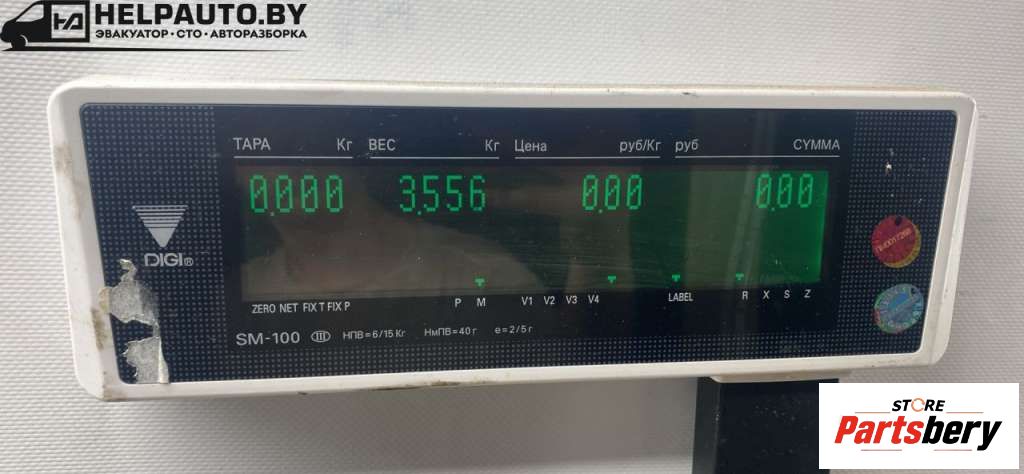 HELPAUTO.BY
ЭВАКУАТОР · СТО · АВТОРАЗБОРКА
ТАРА Кг ВЕС Кг Цена руб/Кг руб СУММА
0.000 3.556 0.00 0.00
DIGI®
ZERO NET FIX T FIX P P M V1 V2 V3 V4 LABEL R X S Z
SM-100 III НПВ=6/15 Кг НмПВ=40 г e=2/5 г
STORE
Partsbery